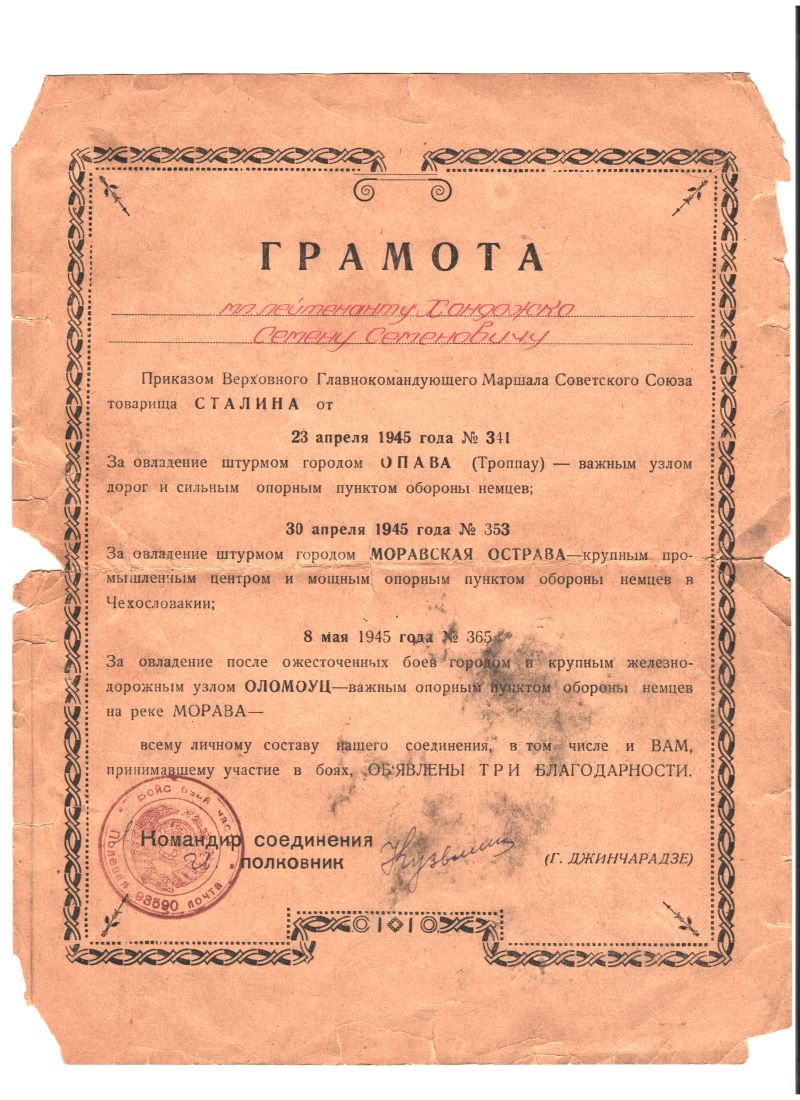 ГРАМОТА
мл. лейтенанту Хондожко
Семену Семеновичу
Приказом Верховного Главнокомандующего Маршала Советского Союза
товарища СТАЛИНА от
23 апреля 1945 года № 341
За овладение штурмом городом ОПАВА (Троппау) — важным узлом
дорог и сильным опорным пунктом обороны немцев;
30 апреля 1945 года № 353
За овладение штурмом городом МОРАВСКАЯ ОСТРАВА—крупным про-
мышленным центром и мощным опорным пунктом обороны немцев в
Чехословакии;
8 мая 1945 года № 365
За овладение после ожесточенных боев городом и крупным железно-
дорожным узлом ОЛОМОУЦ—важным опорным пунктом обороны немцев
на реке МОРАВА—
всему личному составу нашего соединения, в том числе и ВАМ,
принимавшему участие в боях, ОБ'ЯВЛЕНЫ ТРИ БЛАГОДАРНОСТИ.
Командир соединения
полковник
(Г. ДЖИНЧАРАДЗЕ)
Полевая почта
93590